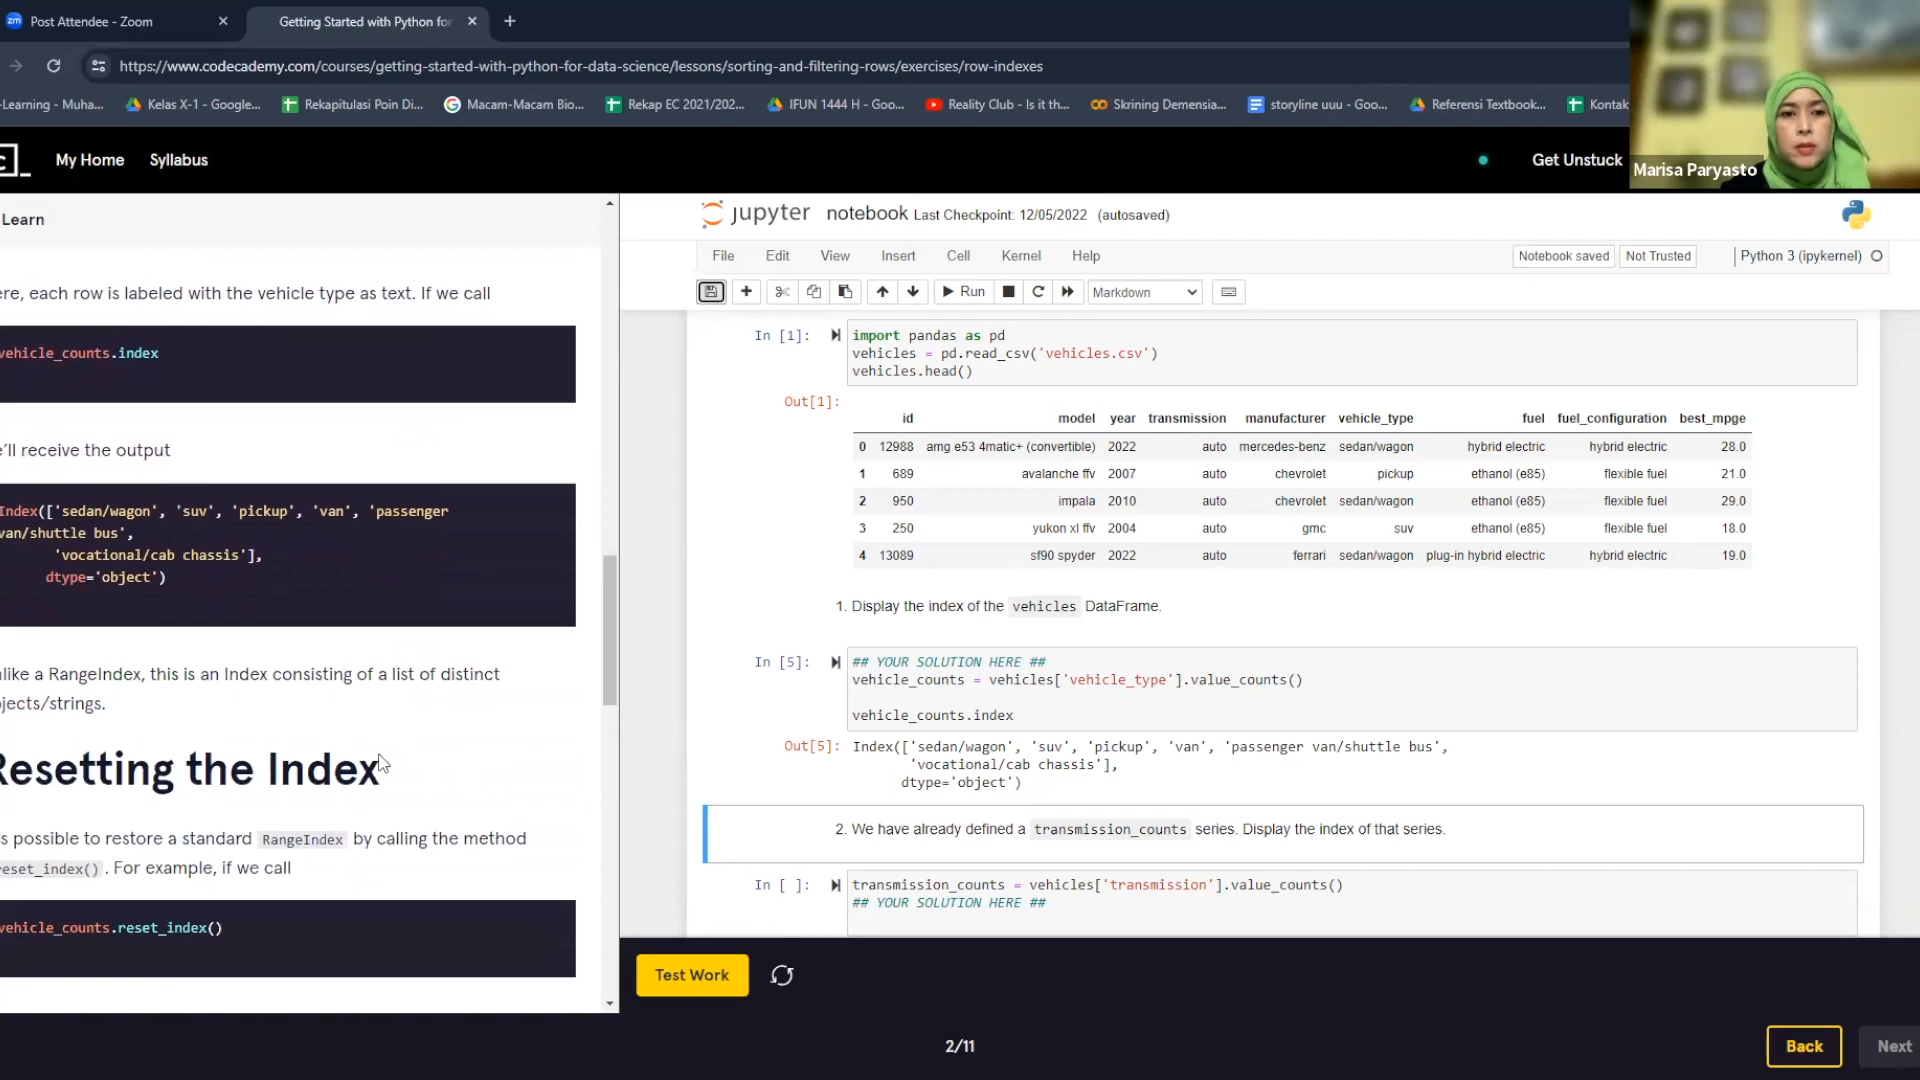 zm Post Attendee - Zoom
Getting Started with Python for
https://www.codecademy.com/courses/getting-started-with-python-for-data-science/lessons/sorting-and-filtering-rows/exercises/row-indexes
-Learning - Muha... Kelas X-1 - Google... Rekapitulasi Poin Di... Macam-Macam Bio... Rekap EC 2021/202... IFUN 1444 H - Goo... Reality Club - Is it th... Skrining Demensia... storyline uuu - Goo... Referensi Textbook... Kontak
My Home Syllabus Get Unstuck
Marisa Paryasto
Learn
ere, each row is labeled with the vehicle type as text. If we call
vehicle_counts.index
e'll receive the output
Index(['sedan/wagon', 'suv', 'pickup', 'van', 'passenger
van/shuttle bus',
'vocational/cab chassis'],
dtype='object')
like a RangeIndex, this is an Index consisting of a list of distinct
jects/strings.
Resetting the Index
s possible to restore a standard RangeIndex by calling the method
reset_index() . For example, if we call
vehicle_counts.reset_index()
jupyter notebook Last Checkpoint: 12/05/2022 (autosaved)
File Edit View Insert Cell Kernel Help Notebook saved Not Trusted Python 3 (ipykernel)
Run Markdown
In [1]: import pandas as pd
vehicles = pd.read_csv('vehicles.csv')
vehicles.head()
Out[1]:
id model year transmission manufacturer vehicle_type fuel fuel_configuration best_mpge
0 12988 amg e53 4matic+ (convertible) 2022 auto mercedes-benz sedan/wagon hybrid electric hybrid electric 28.0
1 689 avalanche ffv 2007 auto chevrolet pickup ethanol (e85) flexible fuel 21.0
2 950 impala 2010 auto chevrolet sedan/wagon ethanol (e85) flexible fuel 29.0
3 250 yukon xl ffv 2004 auto gmc suv ethanol (e85) flexible fuel 18.0
4 13089 sf90 spyder 2022 auto ferrari sedan/wagon plug-in hybrid electric hybrid electric 19.0
1. Display the index of the vehicles DataFrame.
In [5]: ## YOUR SOLUTION HERE ##
vehicle_counts = vehicles['vehicle_type'].value_counts()
vehicle_counts.index
Out[5]: Index(['sedan/wagon', 'suv', 'pickup', 'van', 'passenger van/shuttle bus',
'vocational/cab chassis'],
dtype='object')
2. We have already defined a transmission_counts series. Display the index of that series.
In [ ]: transmission_counts = vehicles['transmission'].value_counts()
## YOUR SOLUTION HERE ##
Test Work
2/11
Back Next